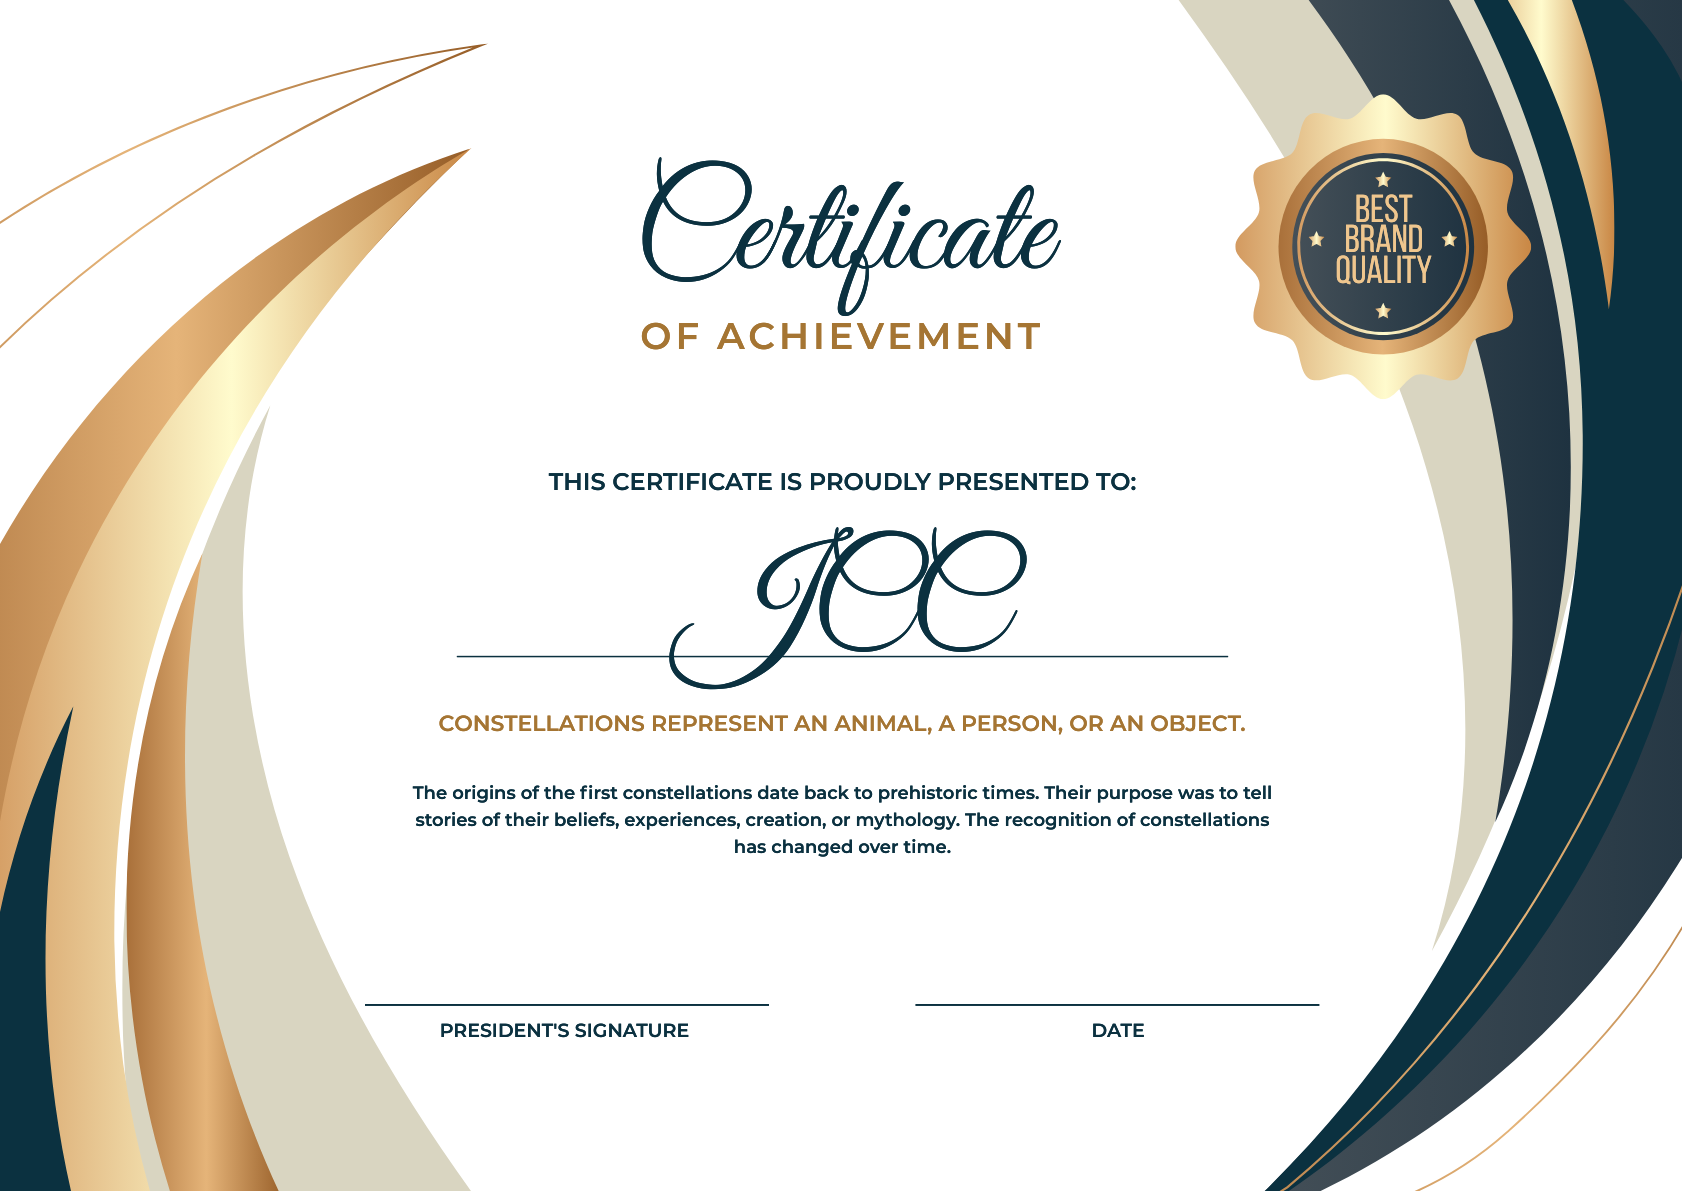 Certificate
OF ACHIEVEMENT
BEST
BRAND
QUALITY
THIS CERTIFICATE IS PROUDLY PRESENTED TO:
JCC
CONSTELLATIONS REPRESENT AN ANIMAL, A PERSON, OR AN OBJECT.
The origins of the first constellations date back to prehistoric times. Their purpose was to tell
stories of their beliefs, experiences, creation, or mythology. The recognition of constellations
has changed over time.
PRESIDENT'S SIGNATURE
DATE